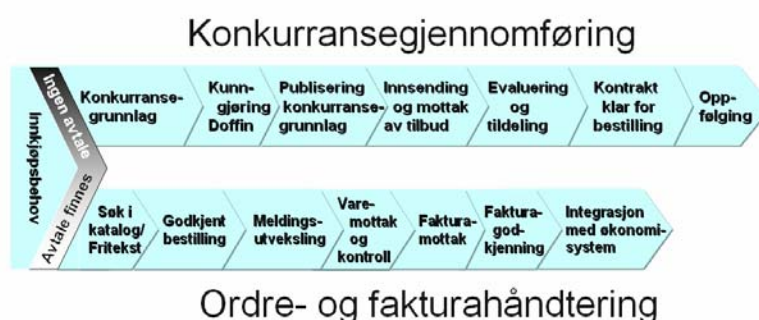 Konkurransegjennomføring
Innkjøpsbehov
Ingen avtale
Konkurranse-
grunnlag
Kunn-
gjøring
Doffin
Publisering
konkurranse-
grunnlag
Innsending
og mottak
av tilbud
Evaluering
og
tildeling
Kontrakt
klar for
bestilling
Opp-
følging
Avtale finnes
Søk i
katalog/
Fritekst
Godkjent
bestilling
Meldings-
utveksling
Vare-
mottak
og
kontroll
Faktura-
mottak
Faktura-
god-
kjenning
Integrasjon
med økonomi-
system
Ordre- og fakturahåndtering